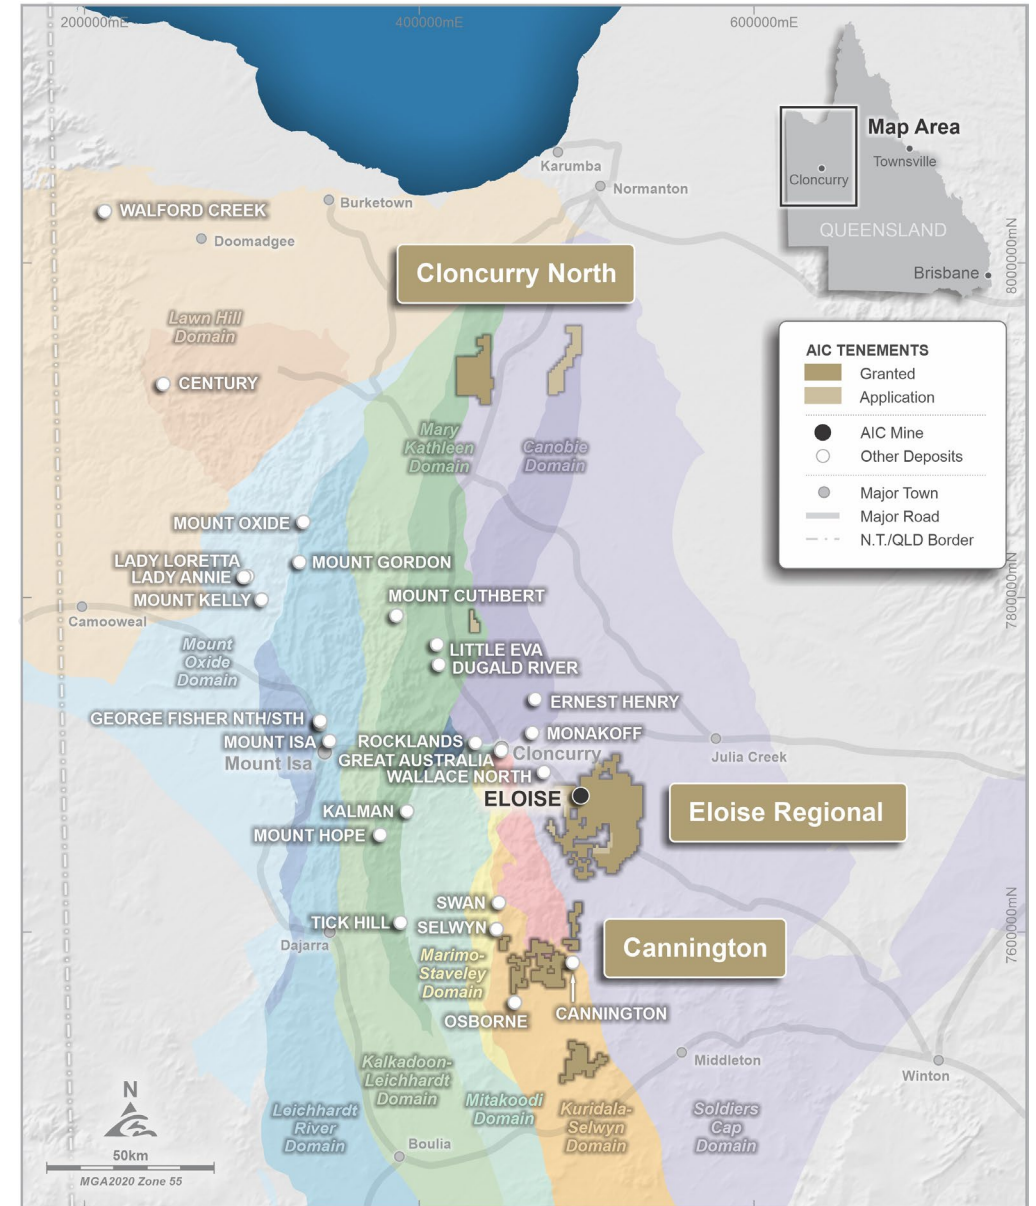 200000mE
400000mE
600000mE
Karumba
Normanton
Burketown
WALFORD CREEK
Doomadgee
Map Area
Townsville
Cloncurry
QUEENSLAND
Brisbane
8000000mN
Cloncurry North
Lawn Hill
Domain
CENTURY
AIC TENEMENTS
Granted
Application
AIC Mine
Other Deposits
Major Town
Major Road
N.T./QLD Border
Mary
Kathleen
Domain
Canobie
Domain
MOUNT OXIDE
LADY LORETTA
LADY ANNIE
MOUNT GORDON
MOUNT KELLY
MOUNT CUTHBERT
7800000mN
Camooweal
Mount
Oxide
Domain
LITTLE EVA
DUGALD RIVER
ERNEST HENRY
GEORGE FISHER NTH/STH
MOUNT ISA
Mount Isa
ROCKLANDS
MONAKOFF
GREAT AUSTRALIA
Cloncurry
WALLACE NORTH
Julia Creek
ELOISE
KALMAN
MOUNT HOPE
Eloise Regional
SWAN
TICK HILL
SELWYN
Dajarra
Cannington
7600000mN
Marimo-
Staveley
Domain
OSBORNE
CANNINGTON
Middleton
Winton
Kalkadoon-
Leichhardt
Domain
Leichhardt
River
Domain
Mitakoodi
Domain
Kuridala-
Selwyn
Domain
Soldiers
Cap
Domain
Boulia
N
50km
MGA2020 Zone 55